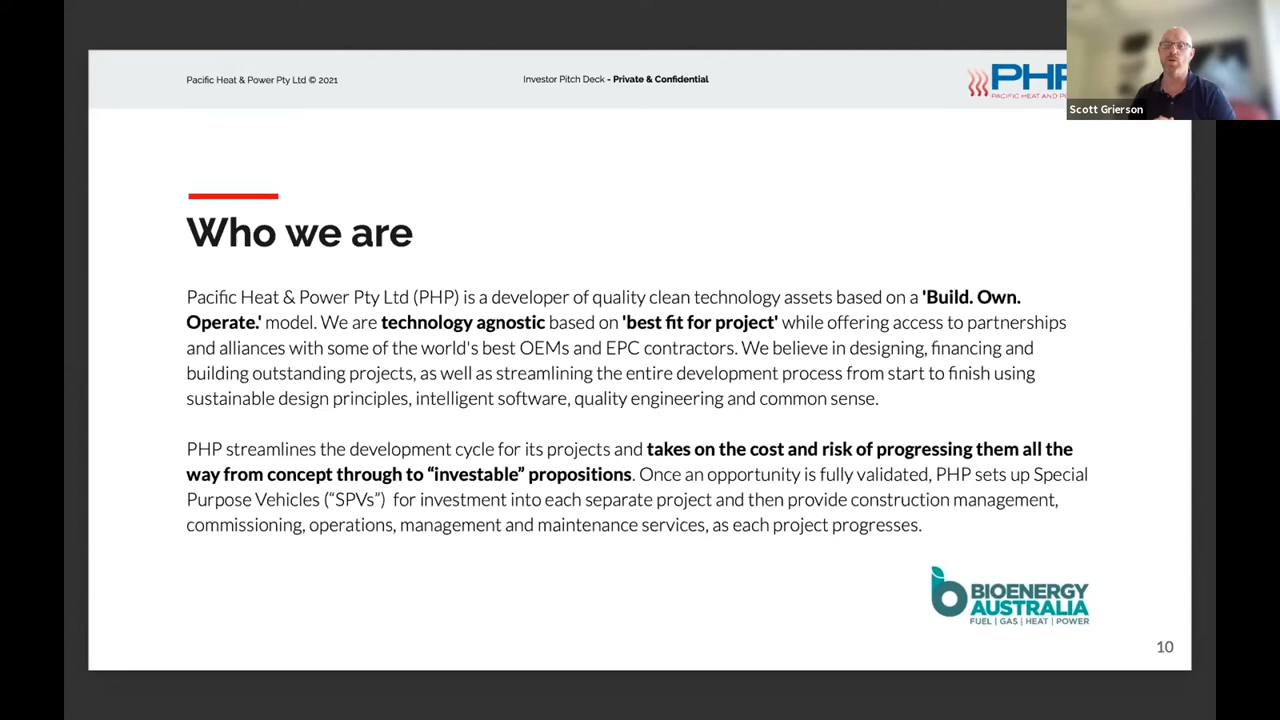 Pacific Heat & Power Pty Ltd © 2021
Investor Pitch Deck - Private & Confidential
PHP
PACIFIC HEAT AND
Scott Grierson
Who we are
Pacific Heat & Power Pty Ltd (PHP) is a developer of quality clean technology assets based on a 'Build. Own.
Operate.' model. We are technology agnostic based on 'best fit for project' while offering access to partnerships
and alliances with some of the world's best OEMs and EPC contractors. We believe in designing, financing and
building outstanding projects, as well as streamlining the entire development process from start to finish using
sustainable design principles, intelligent software, quality engineering and common sense.
PHP streamlines the development cycle for its projects and takes on the cost and risk of progressing them all the
way from concept through to “investable” propositions. Once an opportunity is fully validated, PHP sets up Special
Purpose Vehicles (“SPVs”)  for investment into each separate project and then provide construction management,
commissioning, operations, management and maintenance services, as each project progresses.
BIOENERGY
AUSTRALIA
FUEL | GAS | HEAT | POWER
10